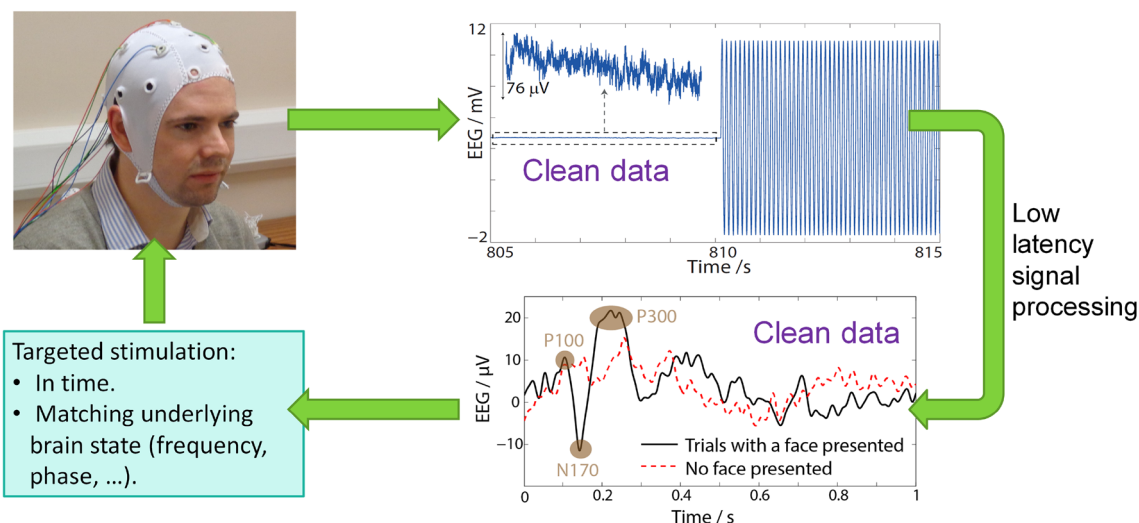 12
EEG / mV
−2
76 µV
Clean data
805
810
815
Time /s
Low
latency
signal
processing
20
10
0
−10
EEG / µV
P100
P300
N170
Clean data
Trials with a face presented
No face presented
0
0.2
0.4
0.6
0.8
1
Time / s
Targeted stimulation:
• In time.
• Matching underlying
brain state (frequency,
phase, ...).